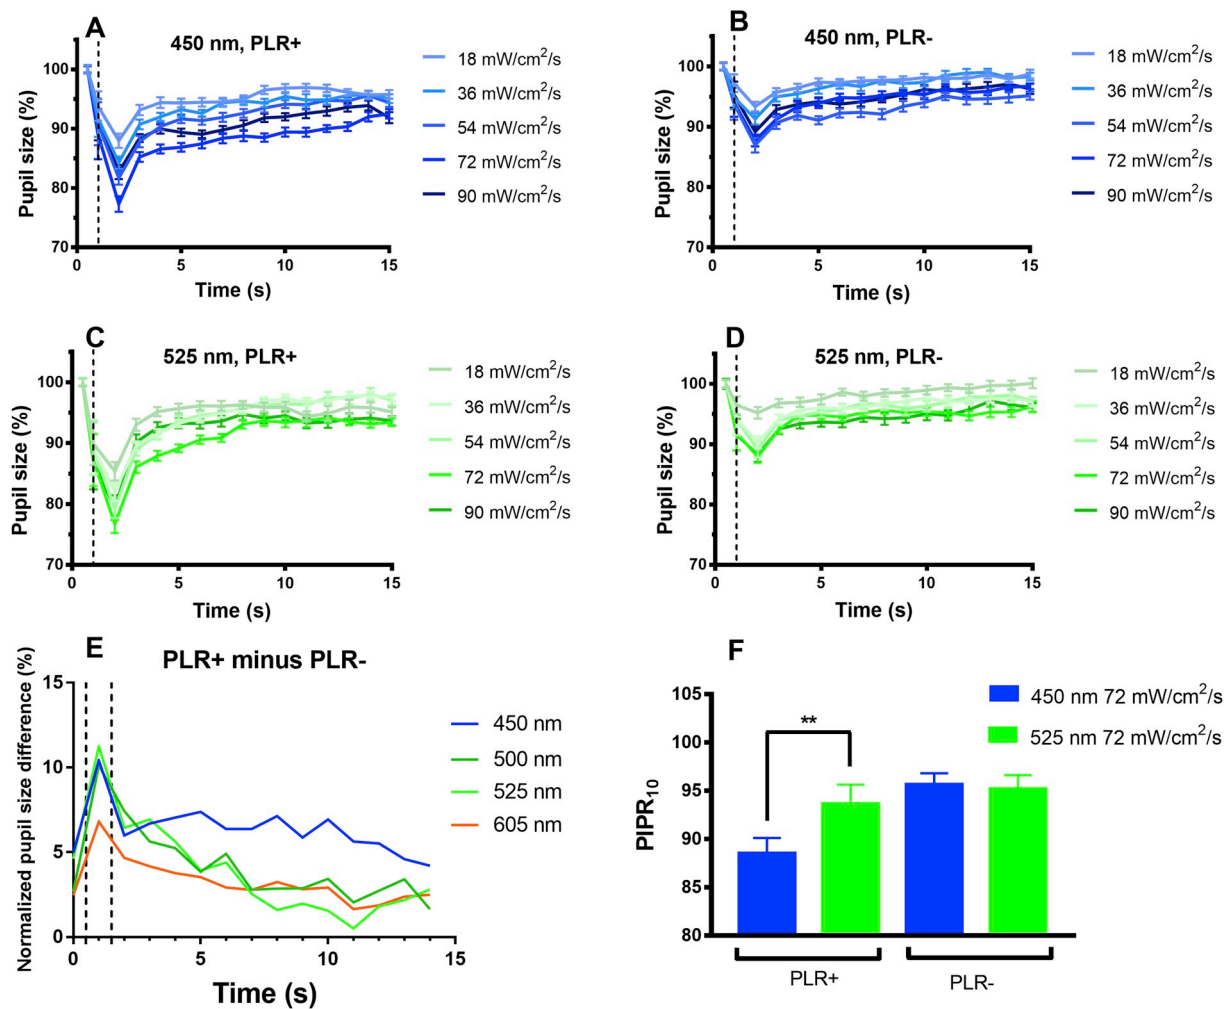 A
450 nm, PLR+
Pupil size (%)
100
90
80
70
0
5
10
15
Time (s)
18 mW/cm²/s
36 mW/cm²/s
54 mW/cm²/s
72 mW/cm²/s
90 mW/cm²/s
B
450 nm, PLR-
Pupil size (%)
100
90
80
70
0
5
10
15
Time (s)
18 mW/cm²/s
36 mW/cm²/s
54 mW/cm²/s
72 mW/cm²/s
90 mW/cm²/s
C
525 nm, PLR+
Pupil size (%)
100
90
80
70
0
5
10
15
Time (s)
18 mW/cm²/s
36 mW/cm²/s
54 mW/cm²/s
72 mW/cm²/s
90 mW/cm²/s
D
525 nm, PLR-
Pupil size (%)
100
90
80
70
0
5
10
15
Time (s)
18 mW/cm²/s
36 mW/cm²/s
54 mW/cm²/s
72 mW/cm²/s
90 mW/cm²/s
E
PLR+ minus PLR-
Normalized pupil size difference (%)
15
10
5
0
0
5
10
15
Time (s)
450 nm
500 nm
525 nm
605 nm
F
PIPR₁₀
105
100
95
90
85
80
**
450 nm 72 mW/cm²/s
525 nm 72 mW/cm²/s
PLR+
PLR-